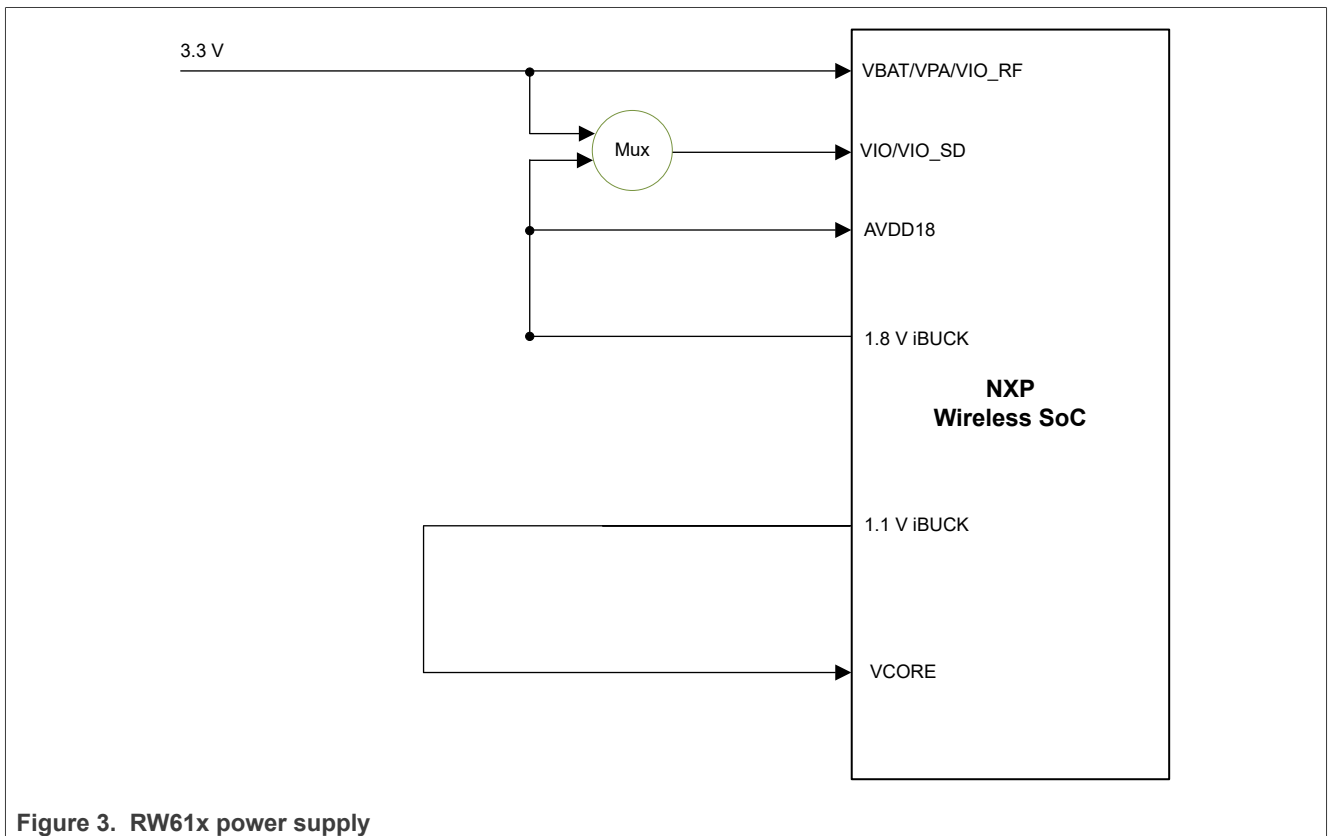 3.3 V
VBAT/VPA/VIO_RF
Mux
VIO/VIO_SD
AVDD18
1.8 V iBUCK
NXP
Wireless SoC
1.1 V iBUCK
VCORE
Figure 3. RW61x power supply